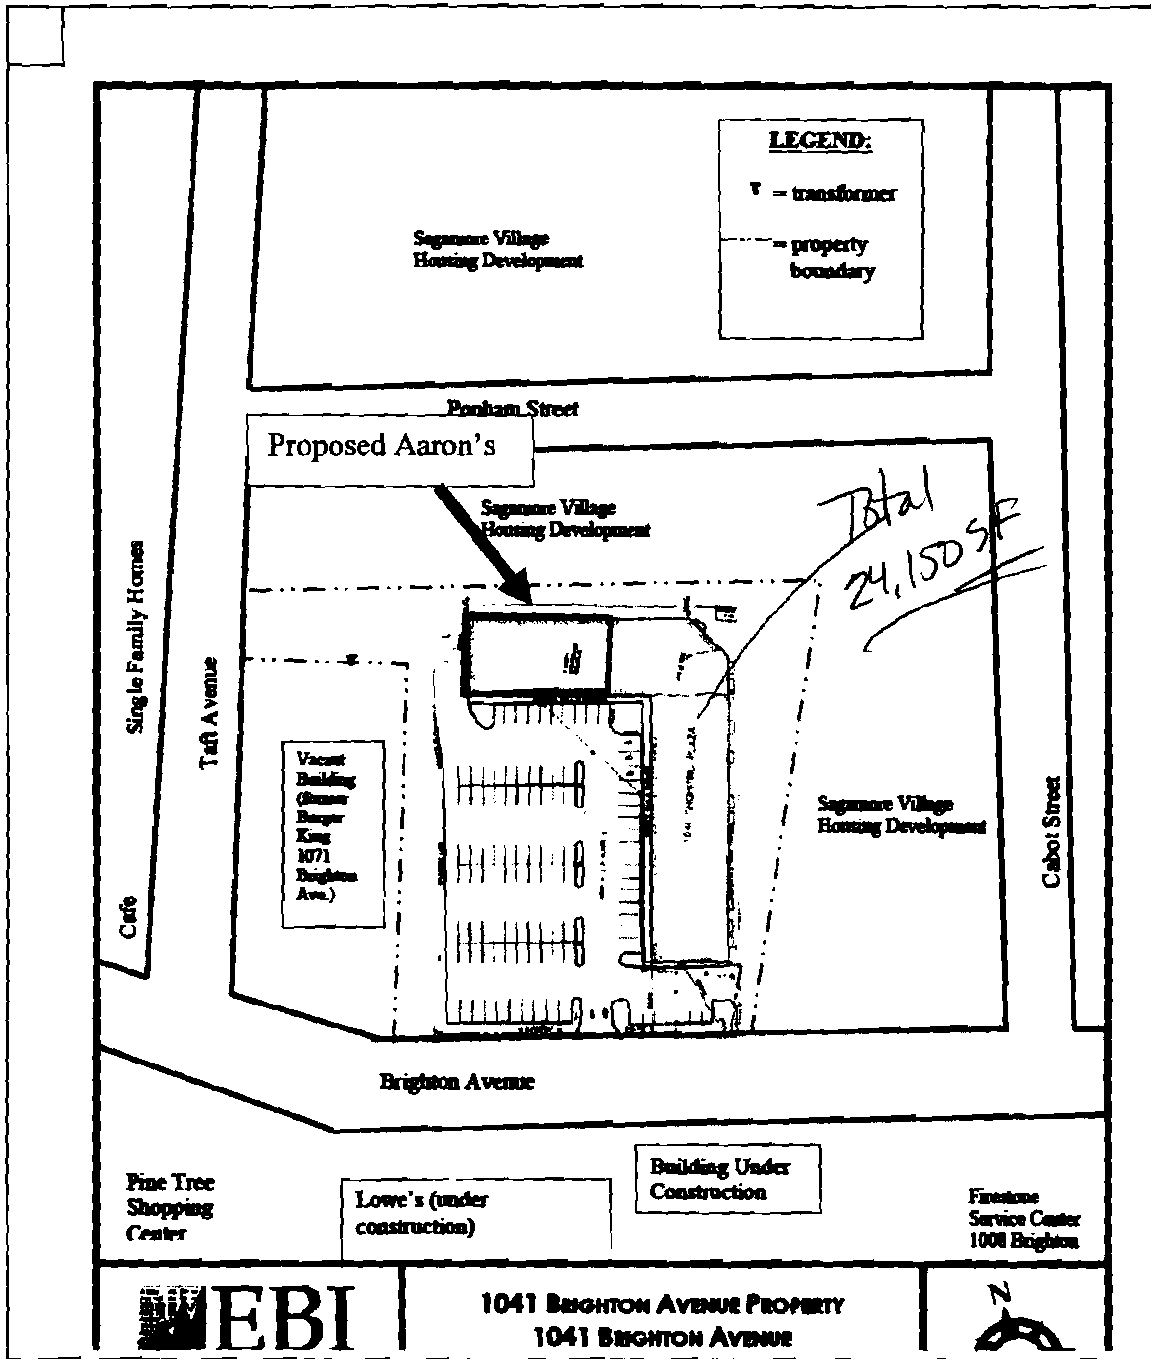 LEGEND:
T = transformer
= property
boundary
Sagamore Village
Housing Development
Popham Street
Proposed Aaron's
Sagamore Village
Housing Development
Total
24,150 SF
Single Family Homes
Taft Avenue
Cafe
Vacant
Building
(former
Burger
King
1071
Brighton
Ave.)
PLAZA
Sagamore Village
Housing Development
Cabot Street
Brighton Avenue
Pine Tree
Shopping
Center
Lowe's (under
construction)
Building Under
Construction
Firestone
Service Center
1008 Brighton
EBI
1041 BRIGHTON AVENUE PROPERTY
1041 BRIGHTON AVENUE
N